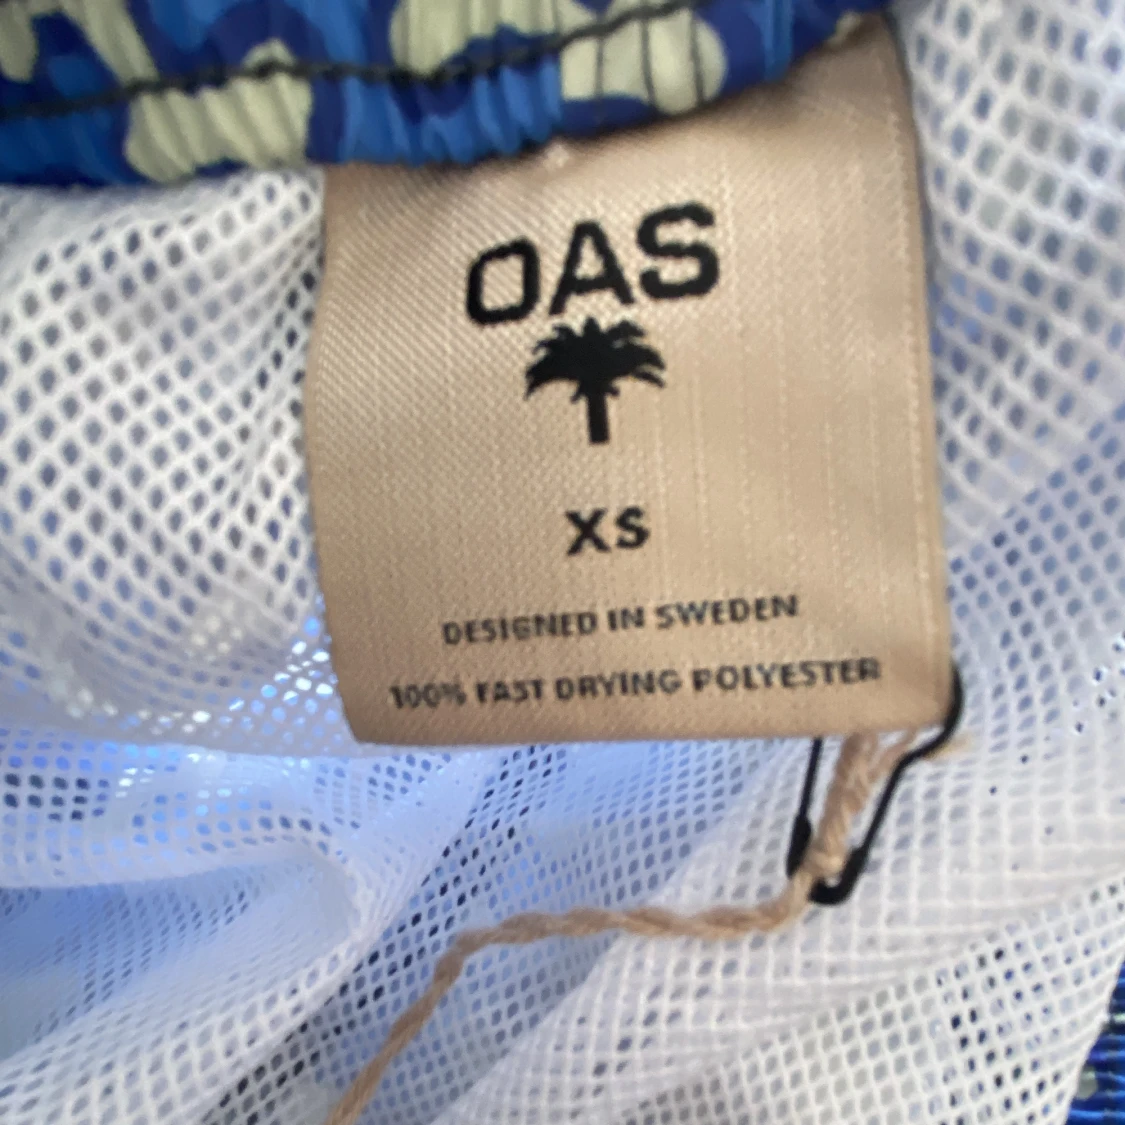 OAS
XS
DESIGNED IN SWEDEN
100% FAST DRYING POLYESTER